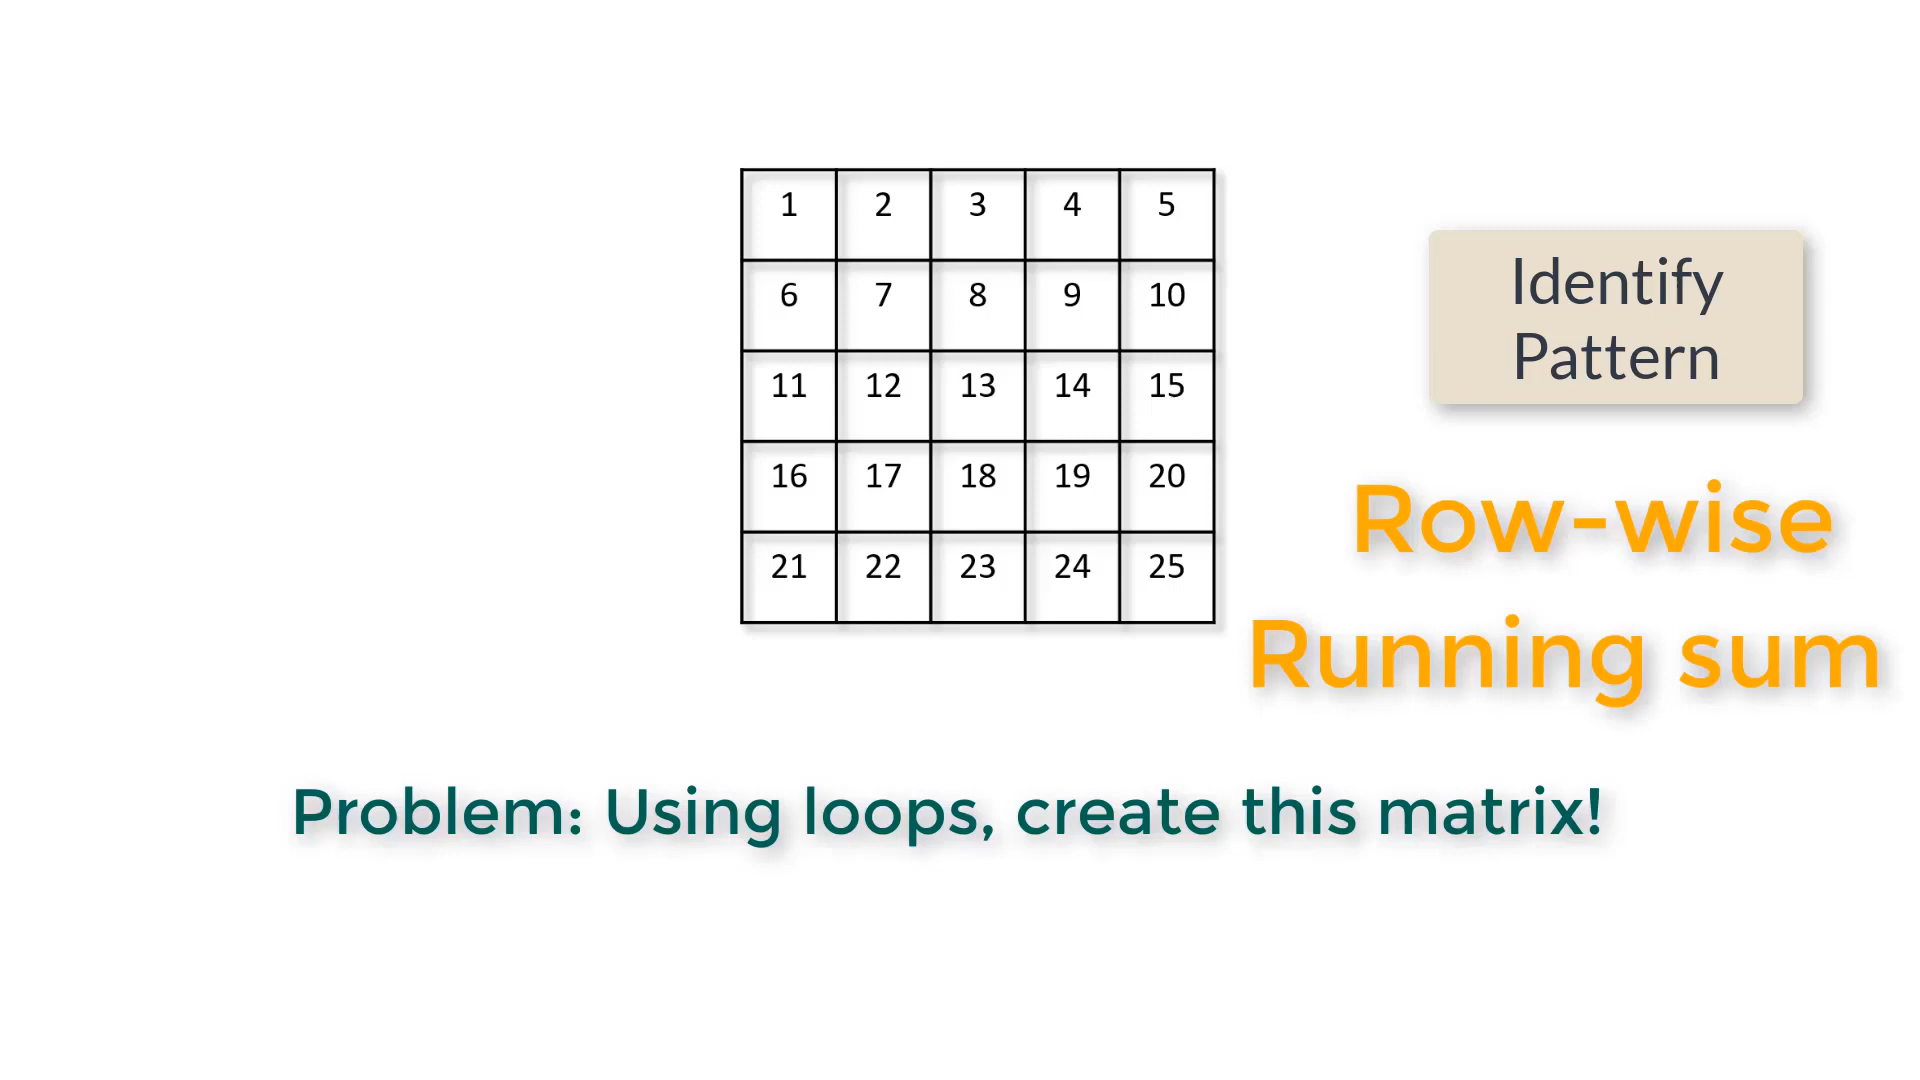 1 2 3 4 5
6 7 8 9 10
11 12 13 14 15
16 17 18 19 20
21 22 23 24 25
Identify
Pattern
Row-wise
Running sum
Problem: Using loops, create this matrix!